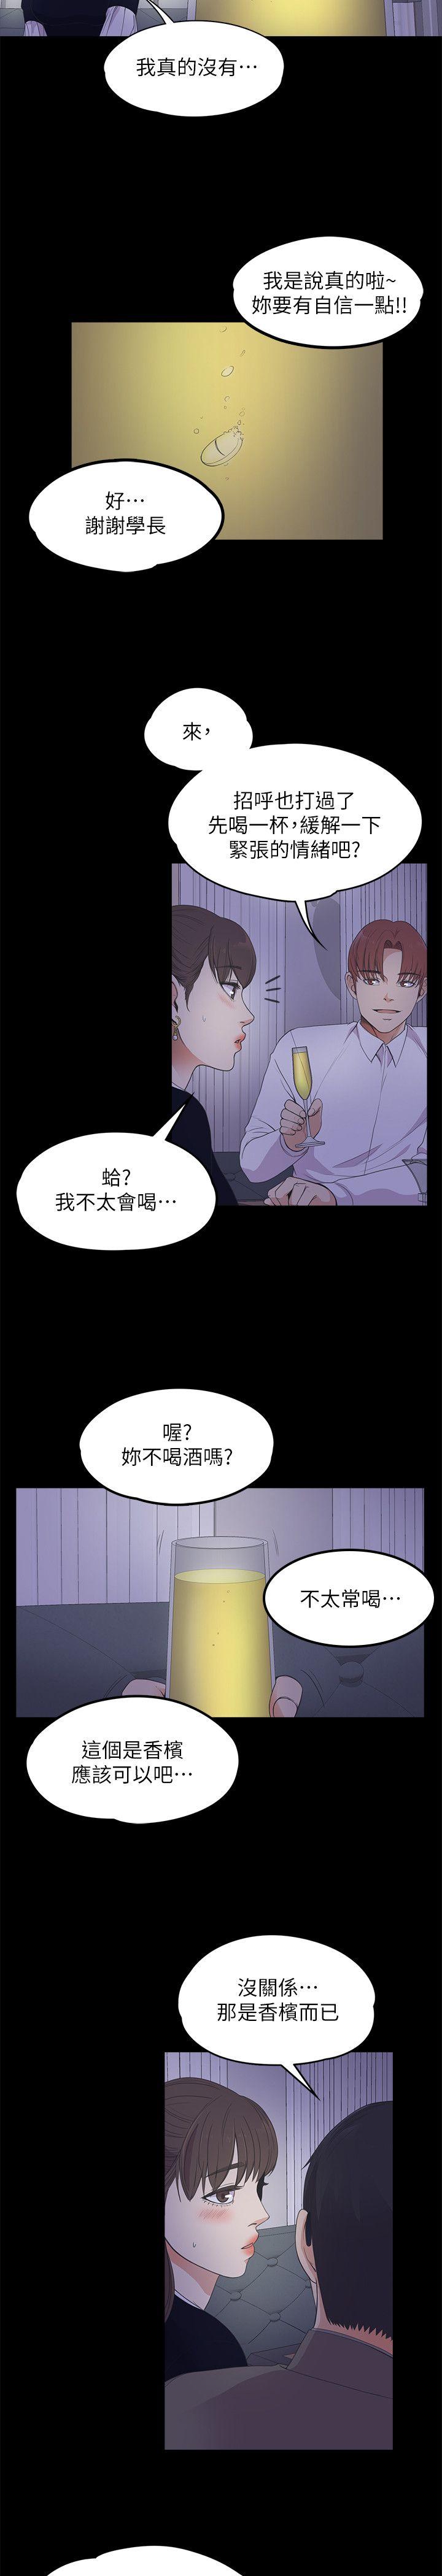 我真的沒有⋯
我是說真的啦~
妳要有自信一點!!
好⋯
謝謝學長
來，
招呼也打過了
先喝一杯，緩解一下
緊張的情緒吧?
蛤?
我不太會喝⋯
喔?
妳不喝酒嗎?
不太常喝⋯
這個是香檳
應該可以吧⋯
沒關係⋯
那是香檳而已